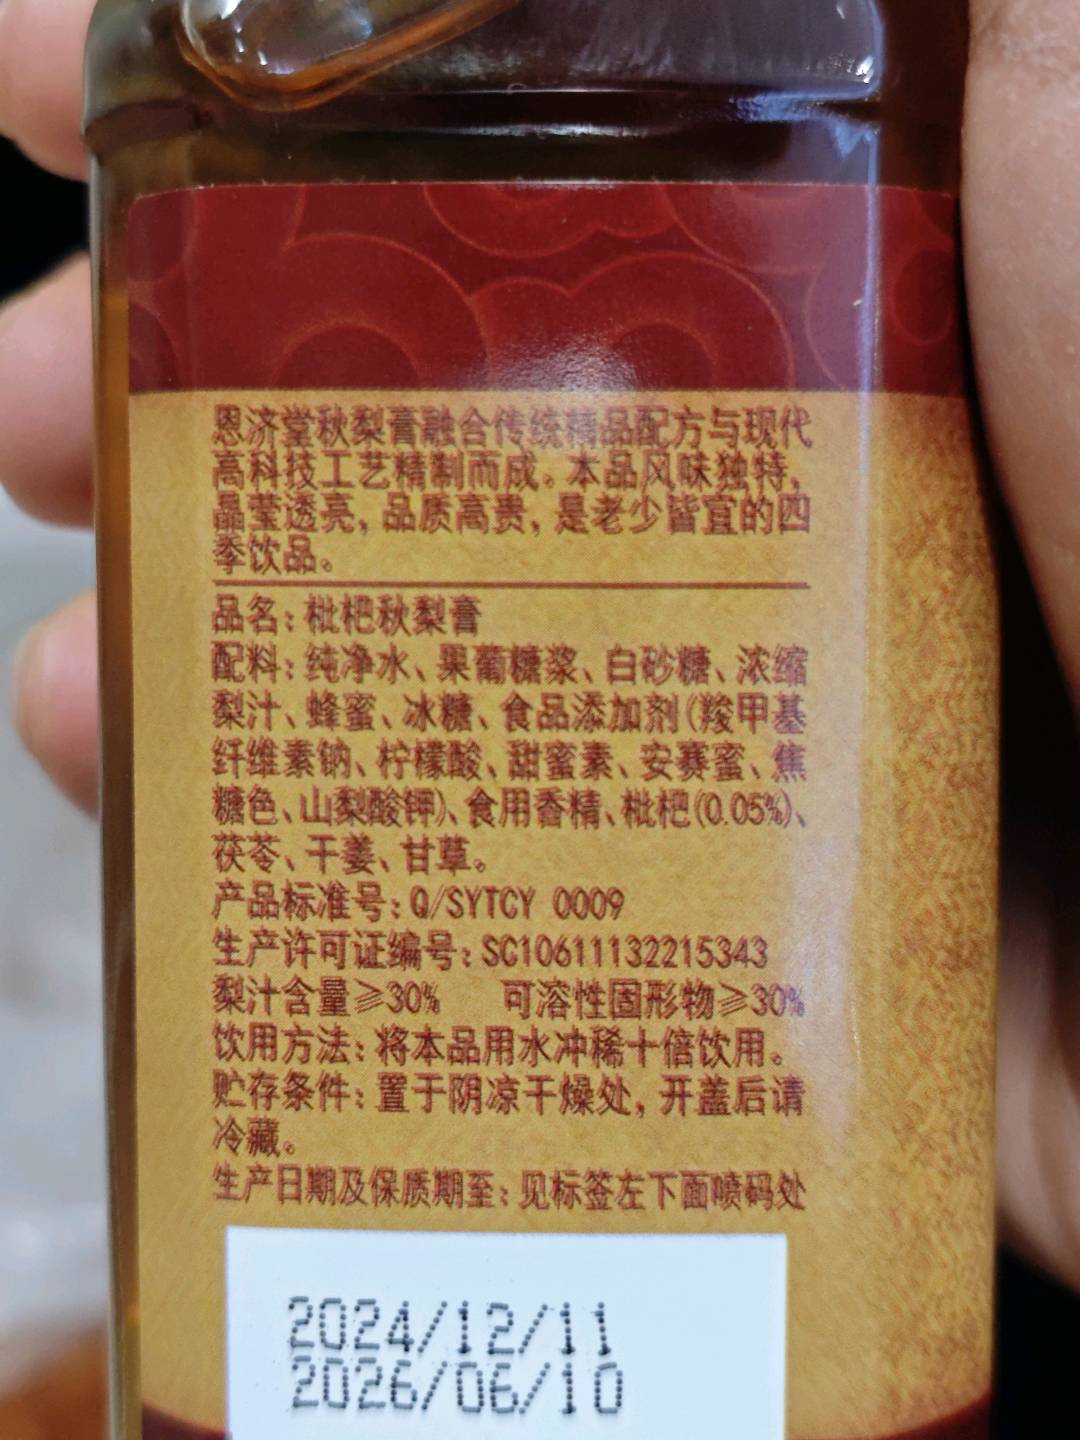 恩济堂秋梨膏融合传统精品配方与现代
高科技工艺精制而成。本品风味独特，
晶莹透亮，品质高贵，是老少皆宜的四
季饮品。
品名：枇杷秋梨膏
配料：纯净水、果葡糖浆、白砂糖、浓缩
梨汁、蜂蜜、冰糖、食品添加剂(羧甲基
纤维素钠、柠檬酸、甜蜜素、安赛蜜、焦
糖色、山梨酸钾)、食用香精、枇杷(0.05%)、
茯苓、干姜、甘草。
产品标准号：Q/SYTCY 0009
生产许可证编号：SC10611132215343
梨汁含量≥30% 可溶性固形物≥30%
饮用方法：将本品用水冲稀十倍饮用。
贮存条件：置于阴凉干燥处，开盖后请
冷藏。
生产日期及保质期至：见标签左下面喷码处
2024/12/11
2026/06/10